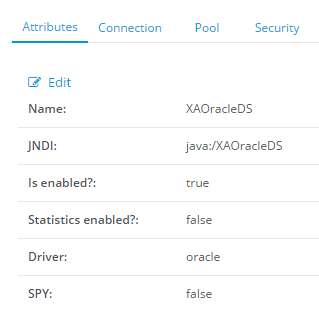 Attributes Connection Pool Security
Edit
Name: XAOracleDS
JNDI: java:/XAOracleDS
Is enabled?: true
Statistics enabled?: false
Driver: oracle
SPY: false